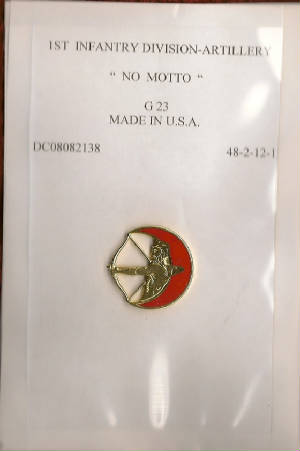 1ST INFANTRY DIVISION-ARTILLERY
" NO MOTTO "
G 23
MADE IN U.S.A.
DC08082138 48-2-12-1